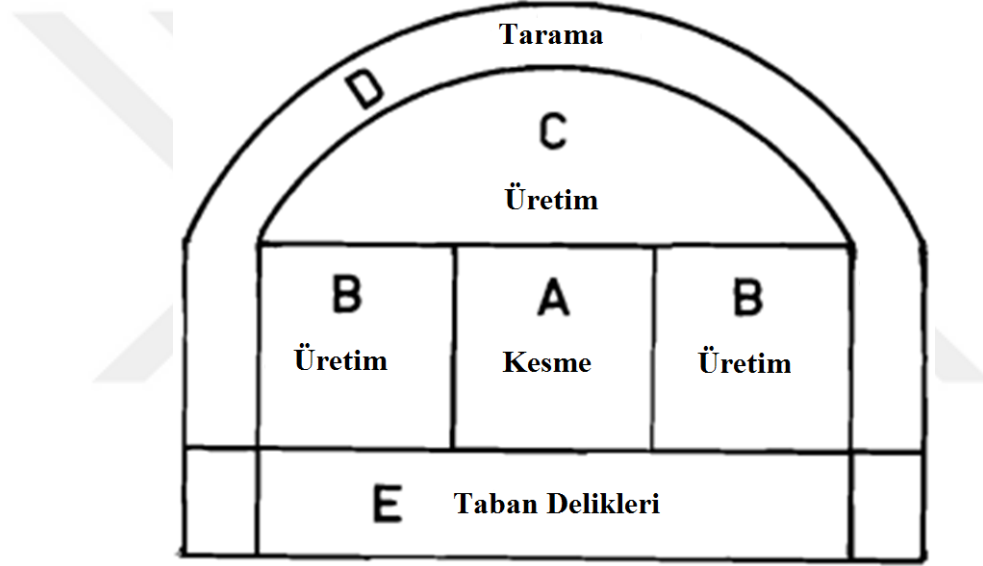 Tarama
D
C
Üretim
B
A
B
Üretim
Kesme
Üretim
E
Taban Delikleri